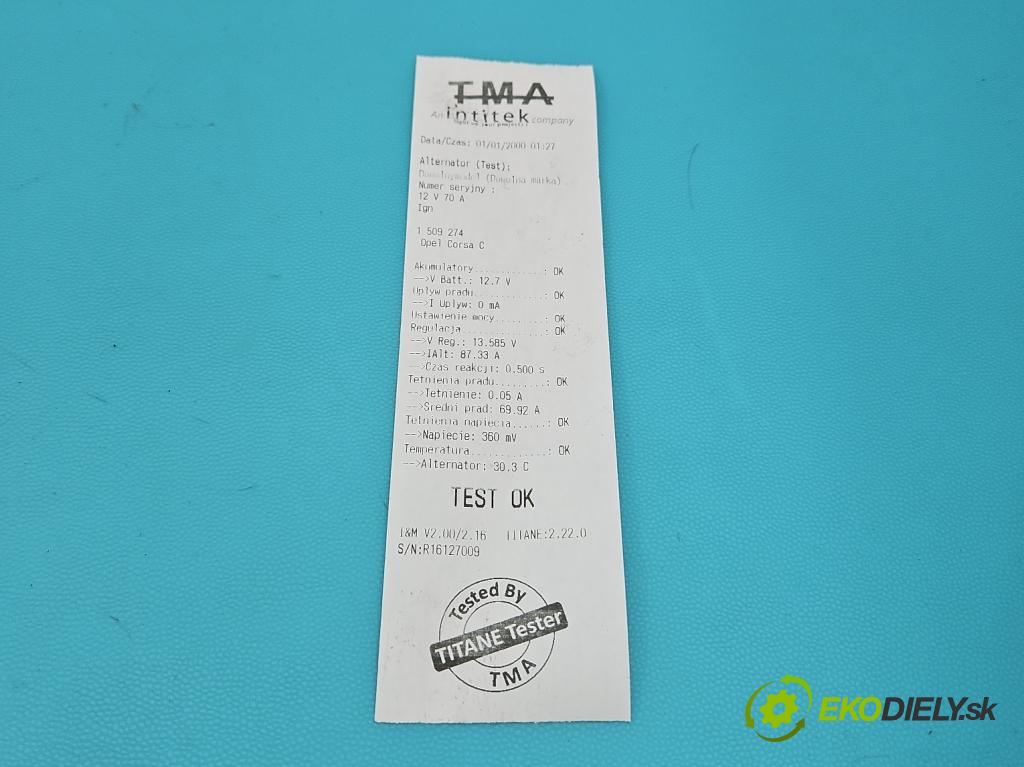 TMA
An intitek company
Data/Czas: 01/01/2000 01:27
Alternator (Test):
(Dowolna marka)
Numer seryjny :
12 V 70 A
Ign
1 509 274
Opel Corsa C
Akumulatory............: OK
-->V Batt.: 12.7 V
Upływ pradu............: OK
-->I Upływ: 0 mA
Ustawienie mocy........: OK
Regulacja..............: OK
-->V Reg.: 13.585 V
-->IAlt: 87.33 A
-->Czas reakcji: 0.500 s
Tetnienia pradu........: OK
-->Tetnienie: 0.05 A
-->Sredni prad: 69.92 A
Tetnienia napiecia.....: OK
-->Napiecie: 360 mV
Temperatura............: OK
-->Alternator: 30.3 C
TEST OK
I&M V2.00/2.16 TITANE:2.22.0
S/N:R16127009
Tested By
TITANE Tester
TMA
EKODIELY.sk